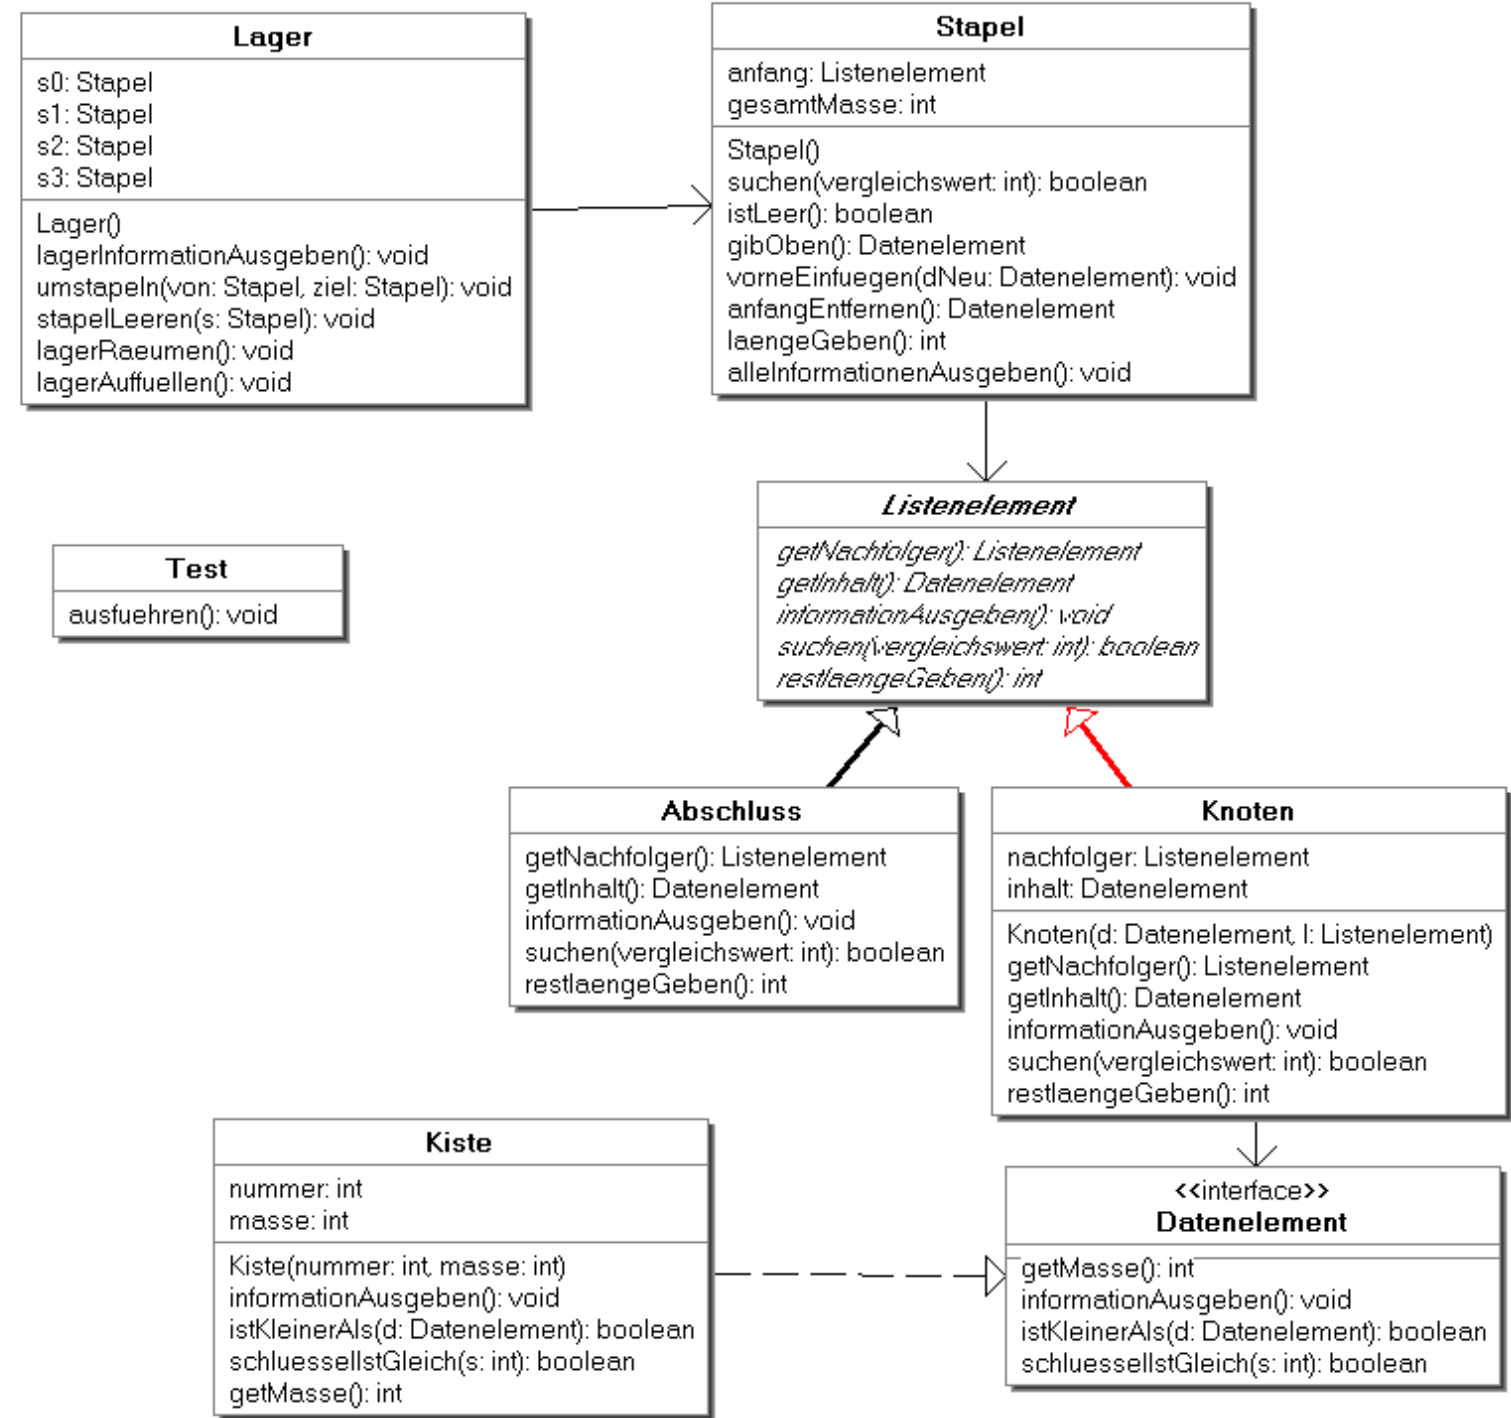 Lager
s0: Stapel
s1: Stapel
s2: Stapel
s3: Stapel
Lager()
lagerInformationAusgeben(): void
umstapeln(von: Stapel, ziel: Stapel): void
stapelLeeren(s: Stapel): void
lagerRaeumen(): void
lagerAuffuellen(): void
Stapel
anfang: Listenelement
gesamtMasse: int
Stapel()
suchen(vergleichswert: int): boolean
istLeer(): boolean
gibOben(): Datenelement
vorneEinfuegen(dNeu: Datenelement): void
anfangEntfernen(): Datenelement
laengeGeben(): int
alleInformationenAusgeben(): void
Listenelement
getNachfolger(): Listenelement
getInhalt(): Datenelement
informationAusgeben(): void
suchen(vergleichswert: int): boolean
restlaengeGeben(): int
Test
ausfuehren(): void
Abschluss
getNachfolger(): Listenelement
getInhalt(): Datenelement
informationAusgeben(): void
suchen(vergleichswert: int): boolean
restlaengeGeben(): int
Knoten
nachfolger: Listenelement
inhalt: Datenelement
Knoten(d: Datenelement, l: Listenelement)
getNachfolger(): Listenelement
getInhalt(): Datenelement
informationAusgeben(): void
suchen(vergleichswert: int): boolean
restlaengeGeben(): int
Kiste
nummer: int
masse: int
Kiste(nummer: int, masse: int)
informationAusgeben(): void
istKleinerAls(d: Datenelement): boolean
schluesselIstGleich(s: int): boolean
getMasse(): int
<<interface>>
Datenelement
getMasse(): int
informationAusgeben(): void
istKleinerAls(d: Datenelement): boolean
schluesselIstGleich(s: int): boolean